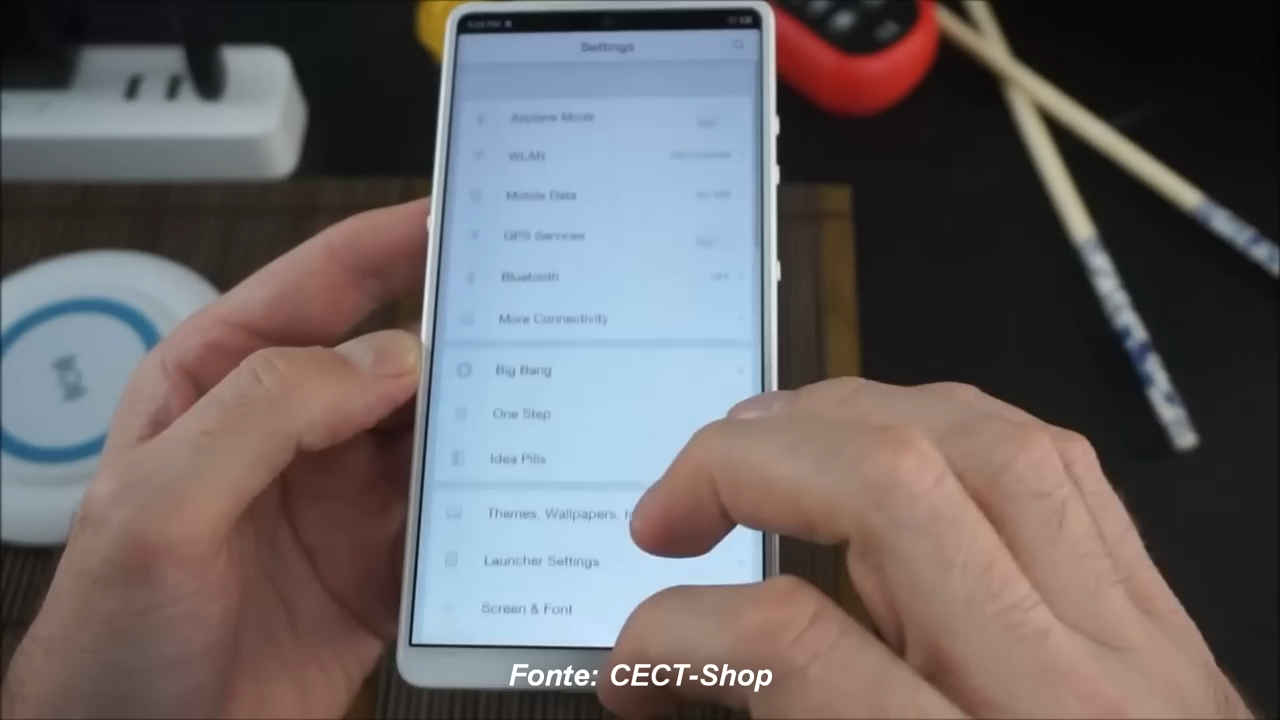 Settings
Airplane Mode
WLAN
Mobile Data
GPS Services
Bluetooth OFF
More Connectivity
Big Bang
One Step
Idea Pills
Themes, Wallpapers,
Launcher Settings
Screen & Font
Fonte: CECT-Shop